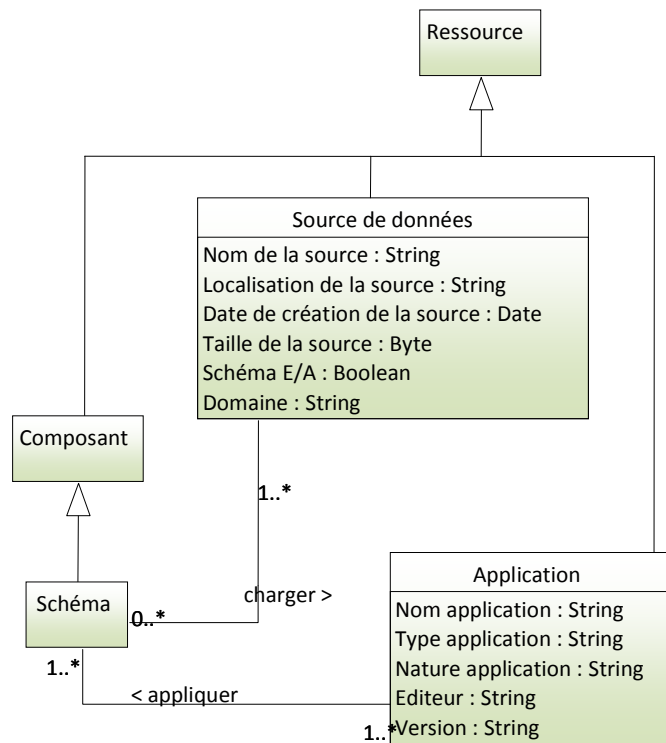 Ressource
Source de données
Nom de la source : String
Localisation de la source : String
Date de création de la source : Date
Taille de la source : Byte
Schéma E/A : Boolean
Domaine : String
Composant
1..*
Schéma
0..*
charger >
1..*
< appliquer
1..*
Application
Nom application : String
Type application : String
Nature application : String
Editeur : String
Version : String